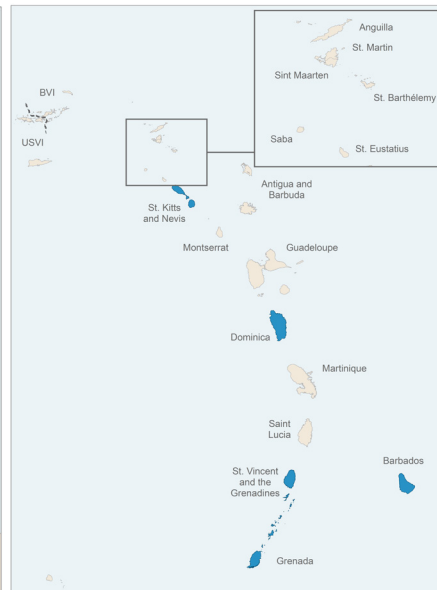 Anguilla
St. Martin
Sint Maarten
St. Barthélemy
BVI
Saba
USVI
St. Eustatius
Antigua and
Barbuda
St. Kitts
and Nevis
Montserrat
Guadeloupe
Dominica
Martinique
Saint
Lucia
Barbados
St. Vincent
and the
Grenadines
Grenada